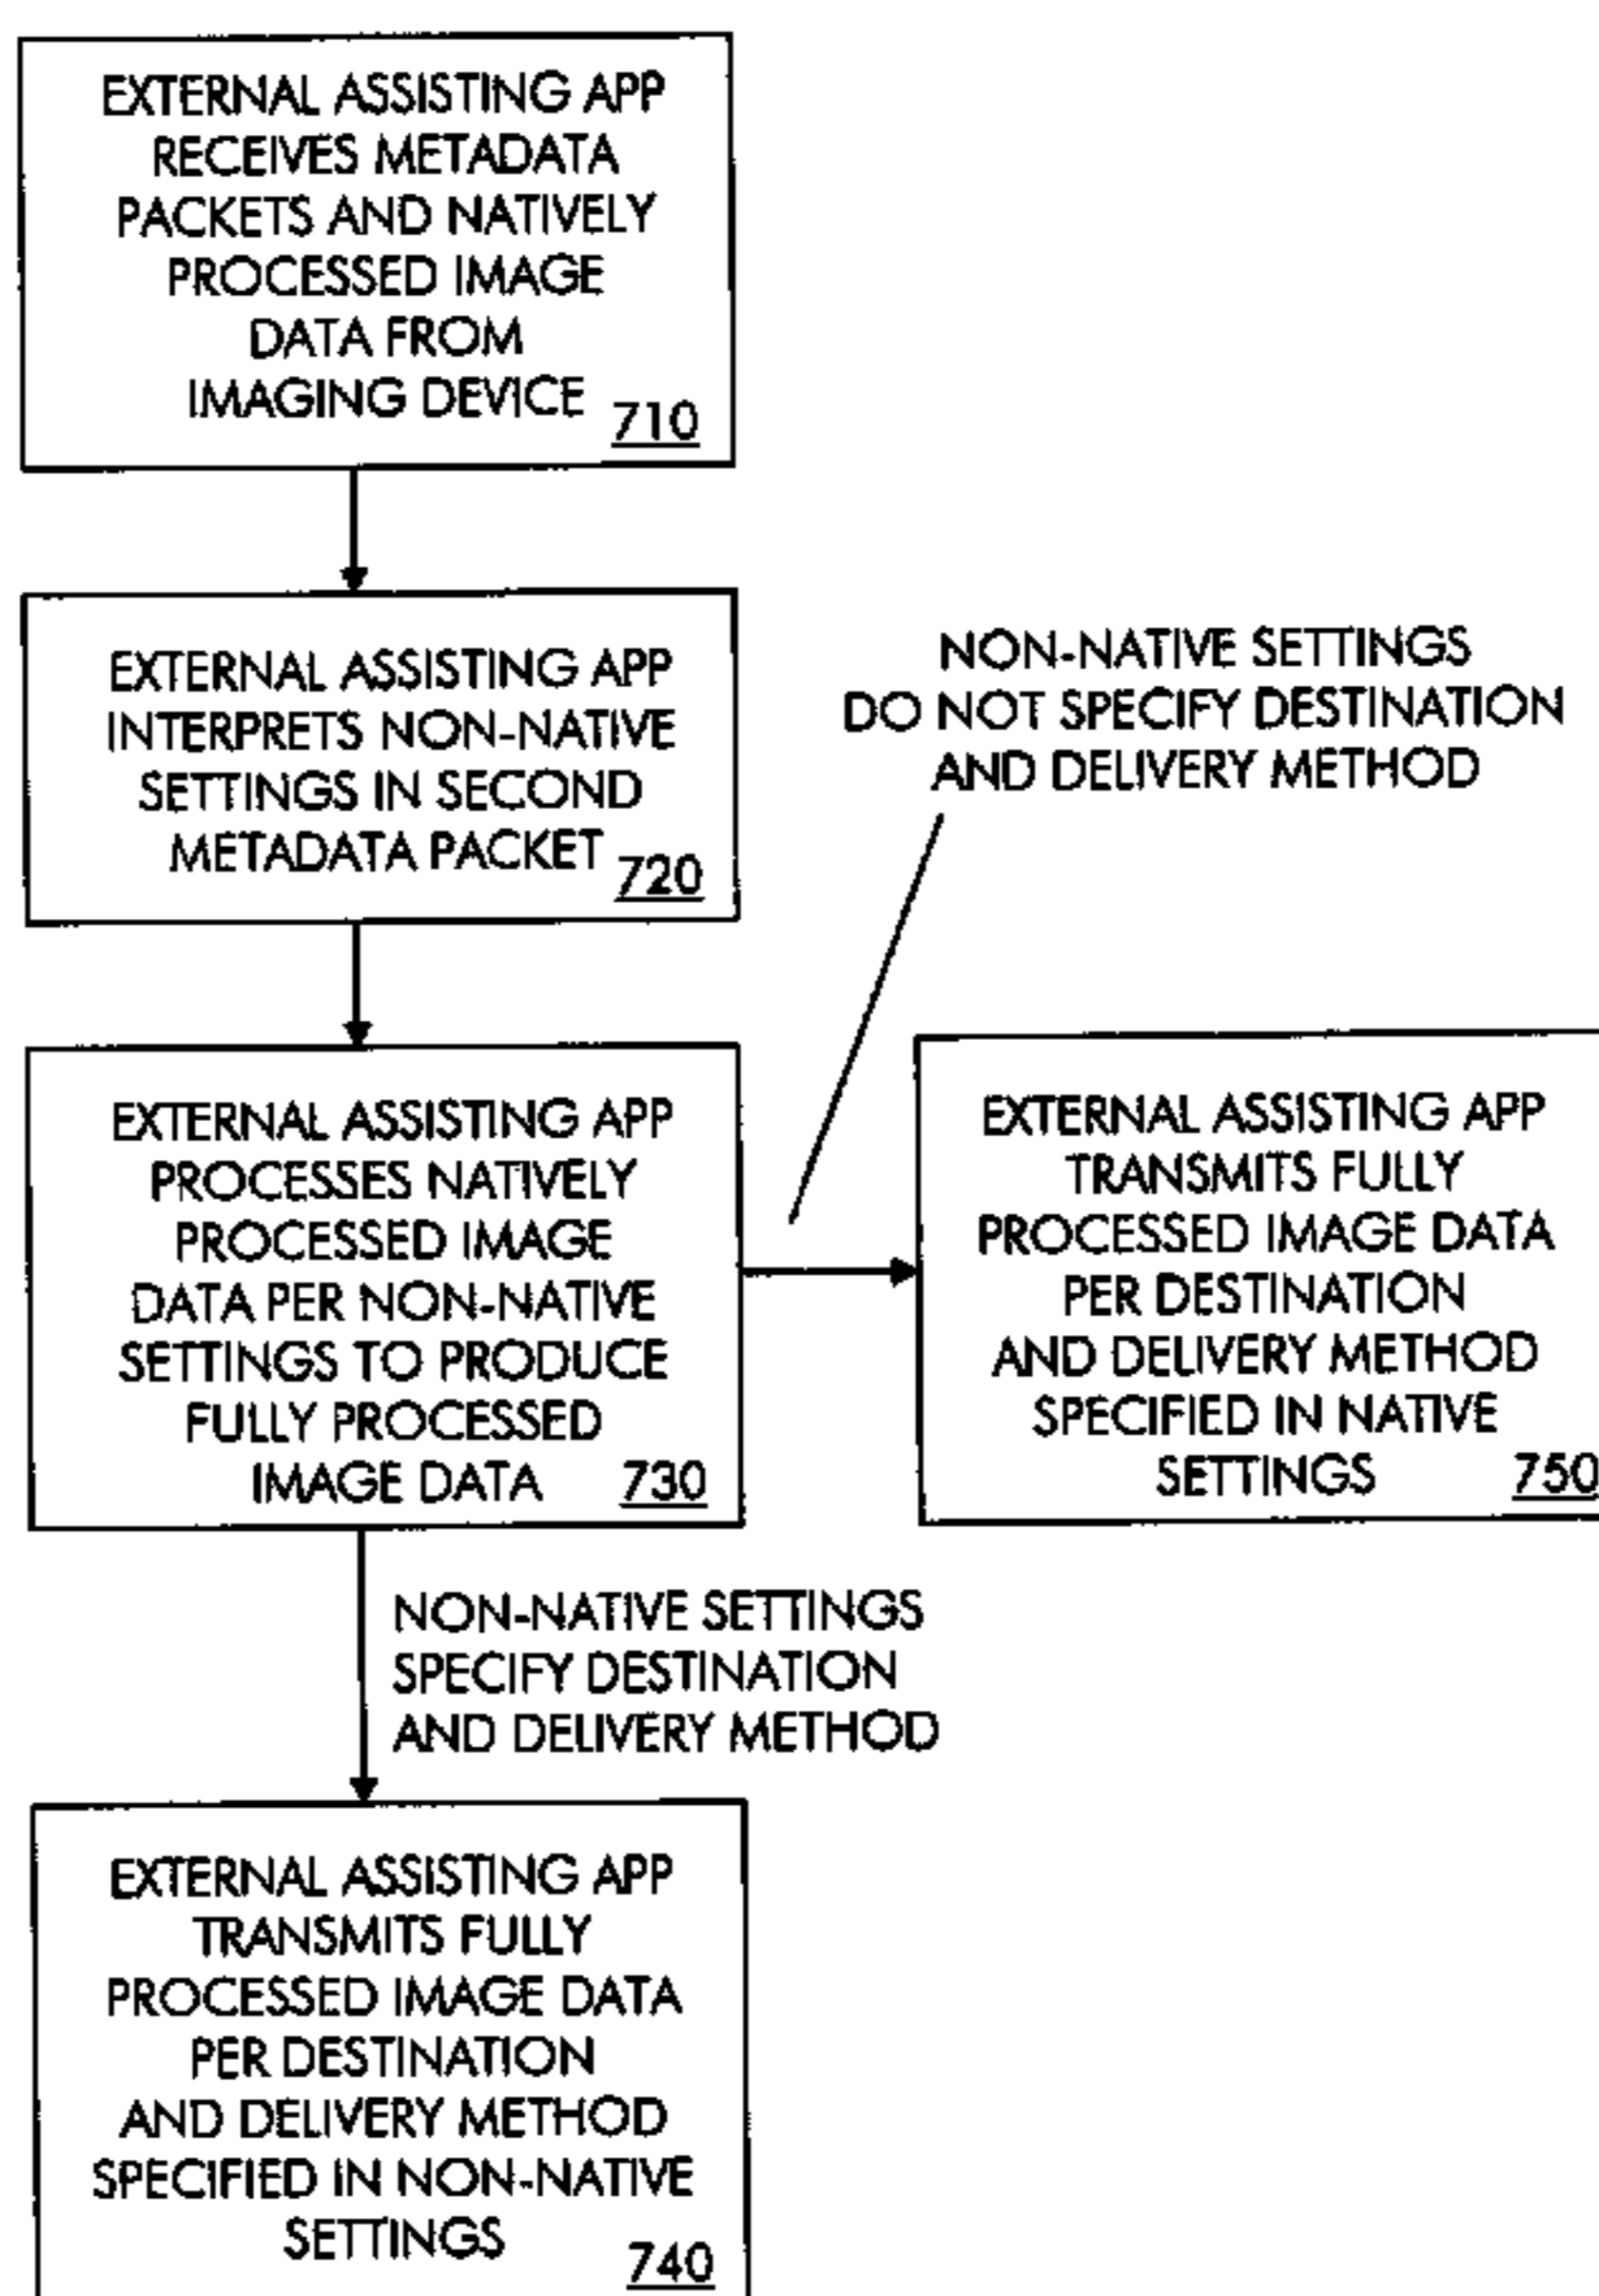 EXTERNAL ASSISTING APP
RECEIVES METADATA
PACKETS AND NATIVELY
PROCESSED IMAGE
DATA FROM
IMAGING DEVICE 710
EXTERNAL ASSISTING APP
INTERPRETS NON-NATIVE
SETTINGS IN SECOND
METADATA PACKET 720
NON-NATIVE SETTINGS
DO NOT SPECIFY DESTINATION
AND DELIVERY METHOD
EXTERNAL ASSISTING APP
PROCESSES NATIVELY
PROCESSED IMAGE
DATA PER NON-NATIVE
SETTINGS TO PRODUCE
FULLY PROCESSED
IMAGE DATA 730
EXTERNAL ASSISTING APP
TRANSMITS FULLY
PROCESSED IMAGE DATA
PER DESTINATION
AND DELIVERY METHOD
SPECIFIED IN NATIVE
SETTINGS 750
NON-NATIVE SETTINGS
SPECIFY DESTINATION
AND DELIVERY METHOD
EXTERNAL ASSISTING APP
TRANSMITS FULLY
PROCESSED IMAGE DATA
PER DESTINATION
AND DELIVERY METHOD
SPECIFIED IN NON-NATIVE
SETTINGS 740